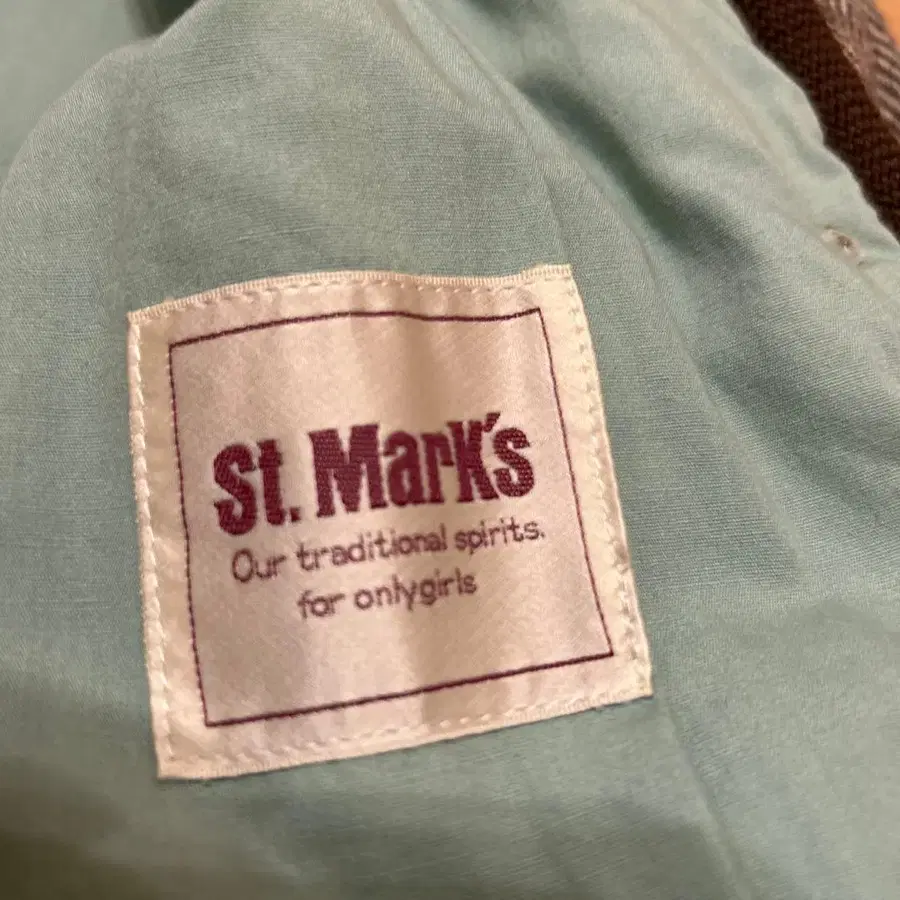 St. Mark's
Our traditional spirits.
for onlygirls